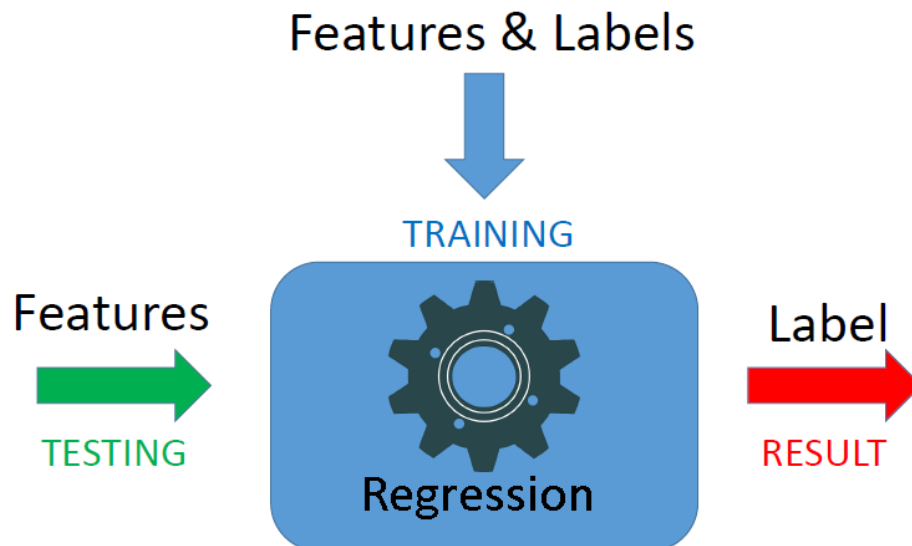 Features & Labels
TRAINING
Features
TESTING
Regression
Label
RESULT